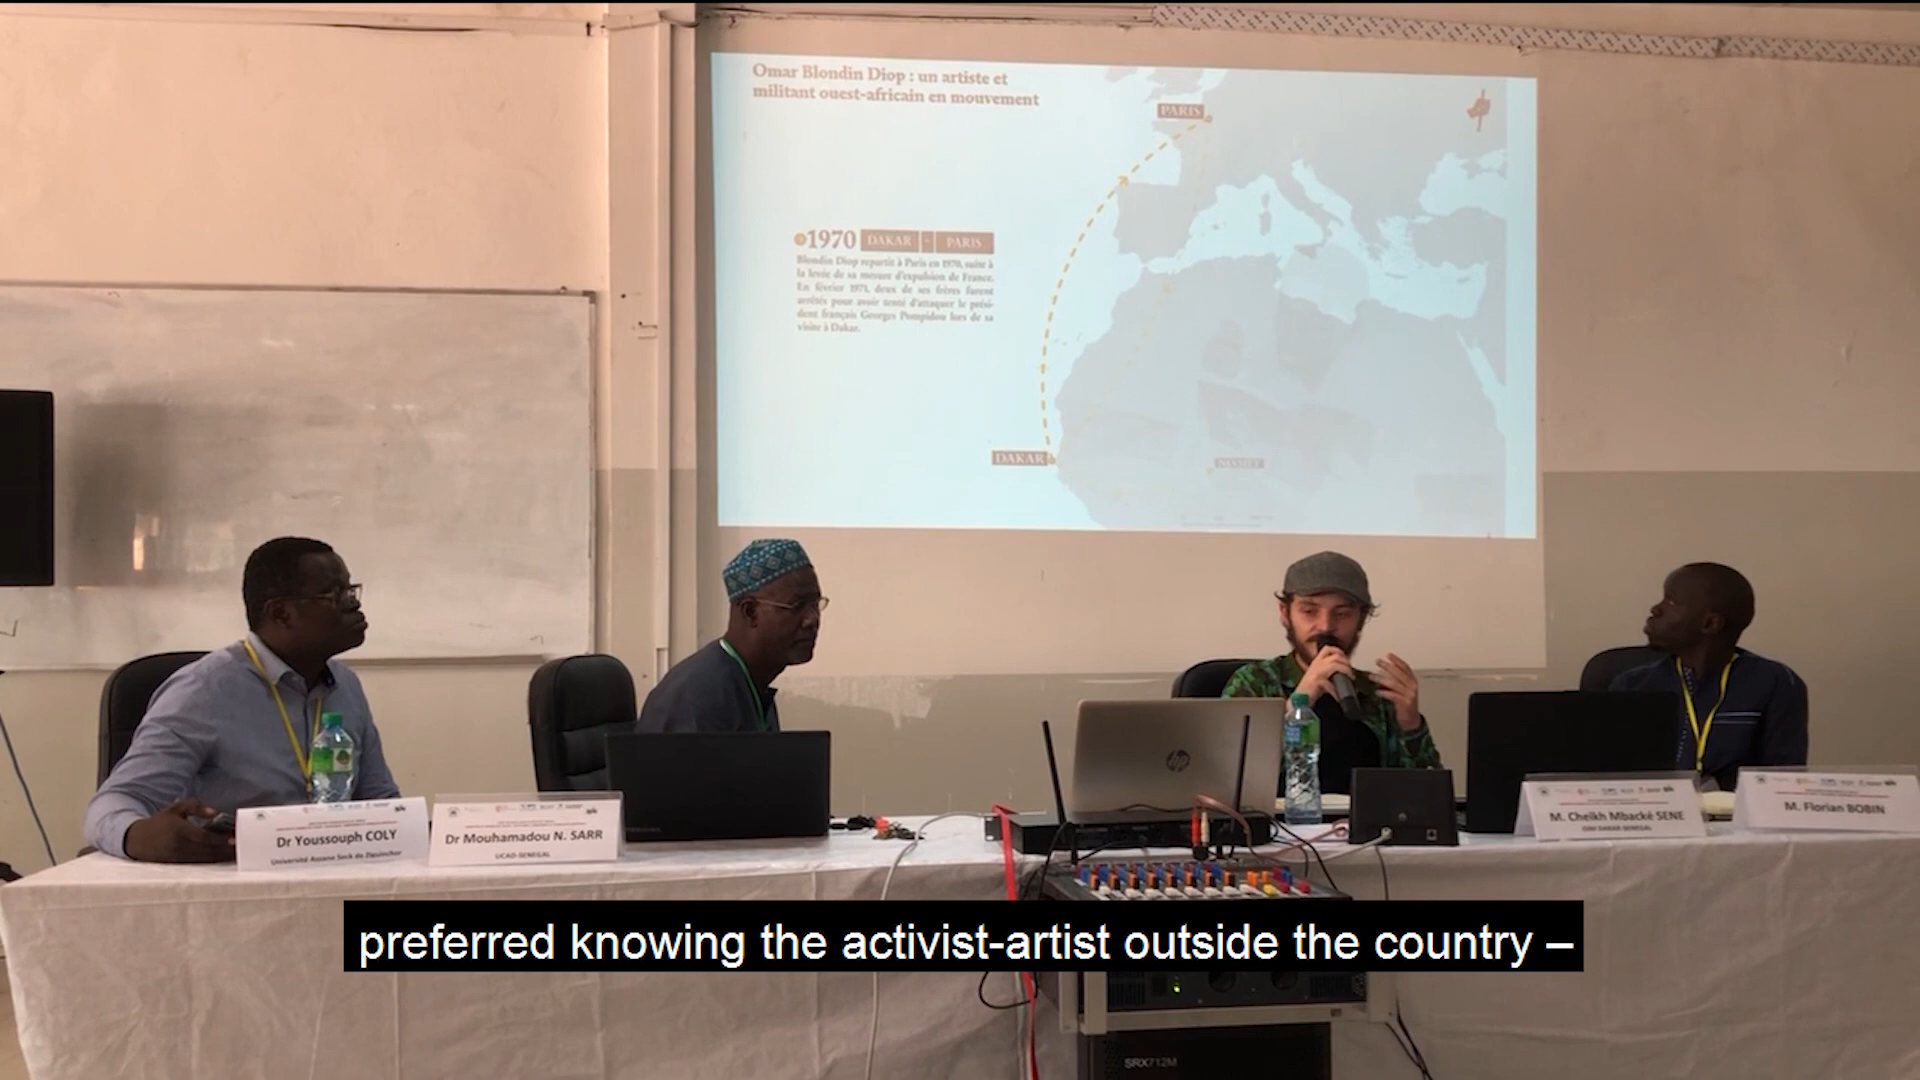 Omar Blondin Diop : un artiste et
militant ouest-africain en mouvement
PARIS
1970 DAKAR - PARIS
Blondin Diop repartit à Paris en 1970, suite à
la levée de sa mesure d'expulsion de France.
En février 1971, deux de ses frères furent
arrêtés pour avoir tenté d'attaquer le prési-
dent français Georges Pompidou lors de sa
visite à Dakar.
DAKAR
NIAMEY
hp
Dr Youssouph COLY
Université Assane Seck de Ziguinchor
Dr Mouhamadou N. SARR
UCAD-SENEGAL
M. Cheikh Mbacké SENE
DAKAR-SENEGAL
M. Florian BOBIN
preferred knowing the activist-artist outside the country –
SRX712M